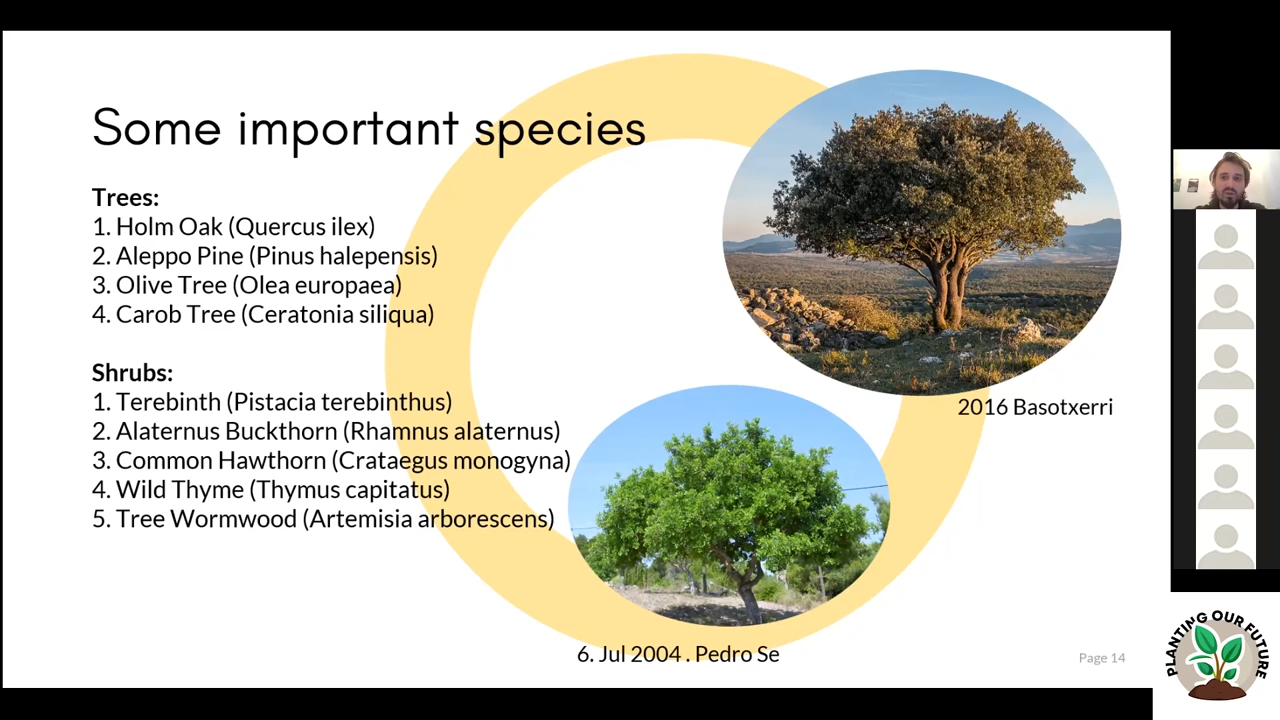 Some important species
Trees:
1. Holm Oak (Quercus ilex)
2. Aleppo Pine (Pinus halepensis)
3. Olive Tree (Olea europaea)
4. Carob Tree (Ceratonia siliqua)
Shrubs:
1. Terebinth (Pistacia terebinthus)
2. Alaternus Buckthorn (Rhamnus alaternus)
3. Common Hawthorn (Crataegus monogyna)
4. Wild Thyme (Thymus capitatus)
5. Tree Wormwood (Artemisia arborescens)
2016 Basotxerri
6. Jul 2004 . Pedro Se
Page 14
PLANTING OUR FUTURE